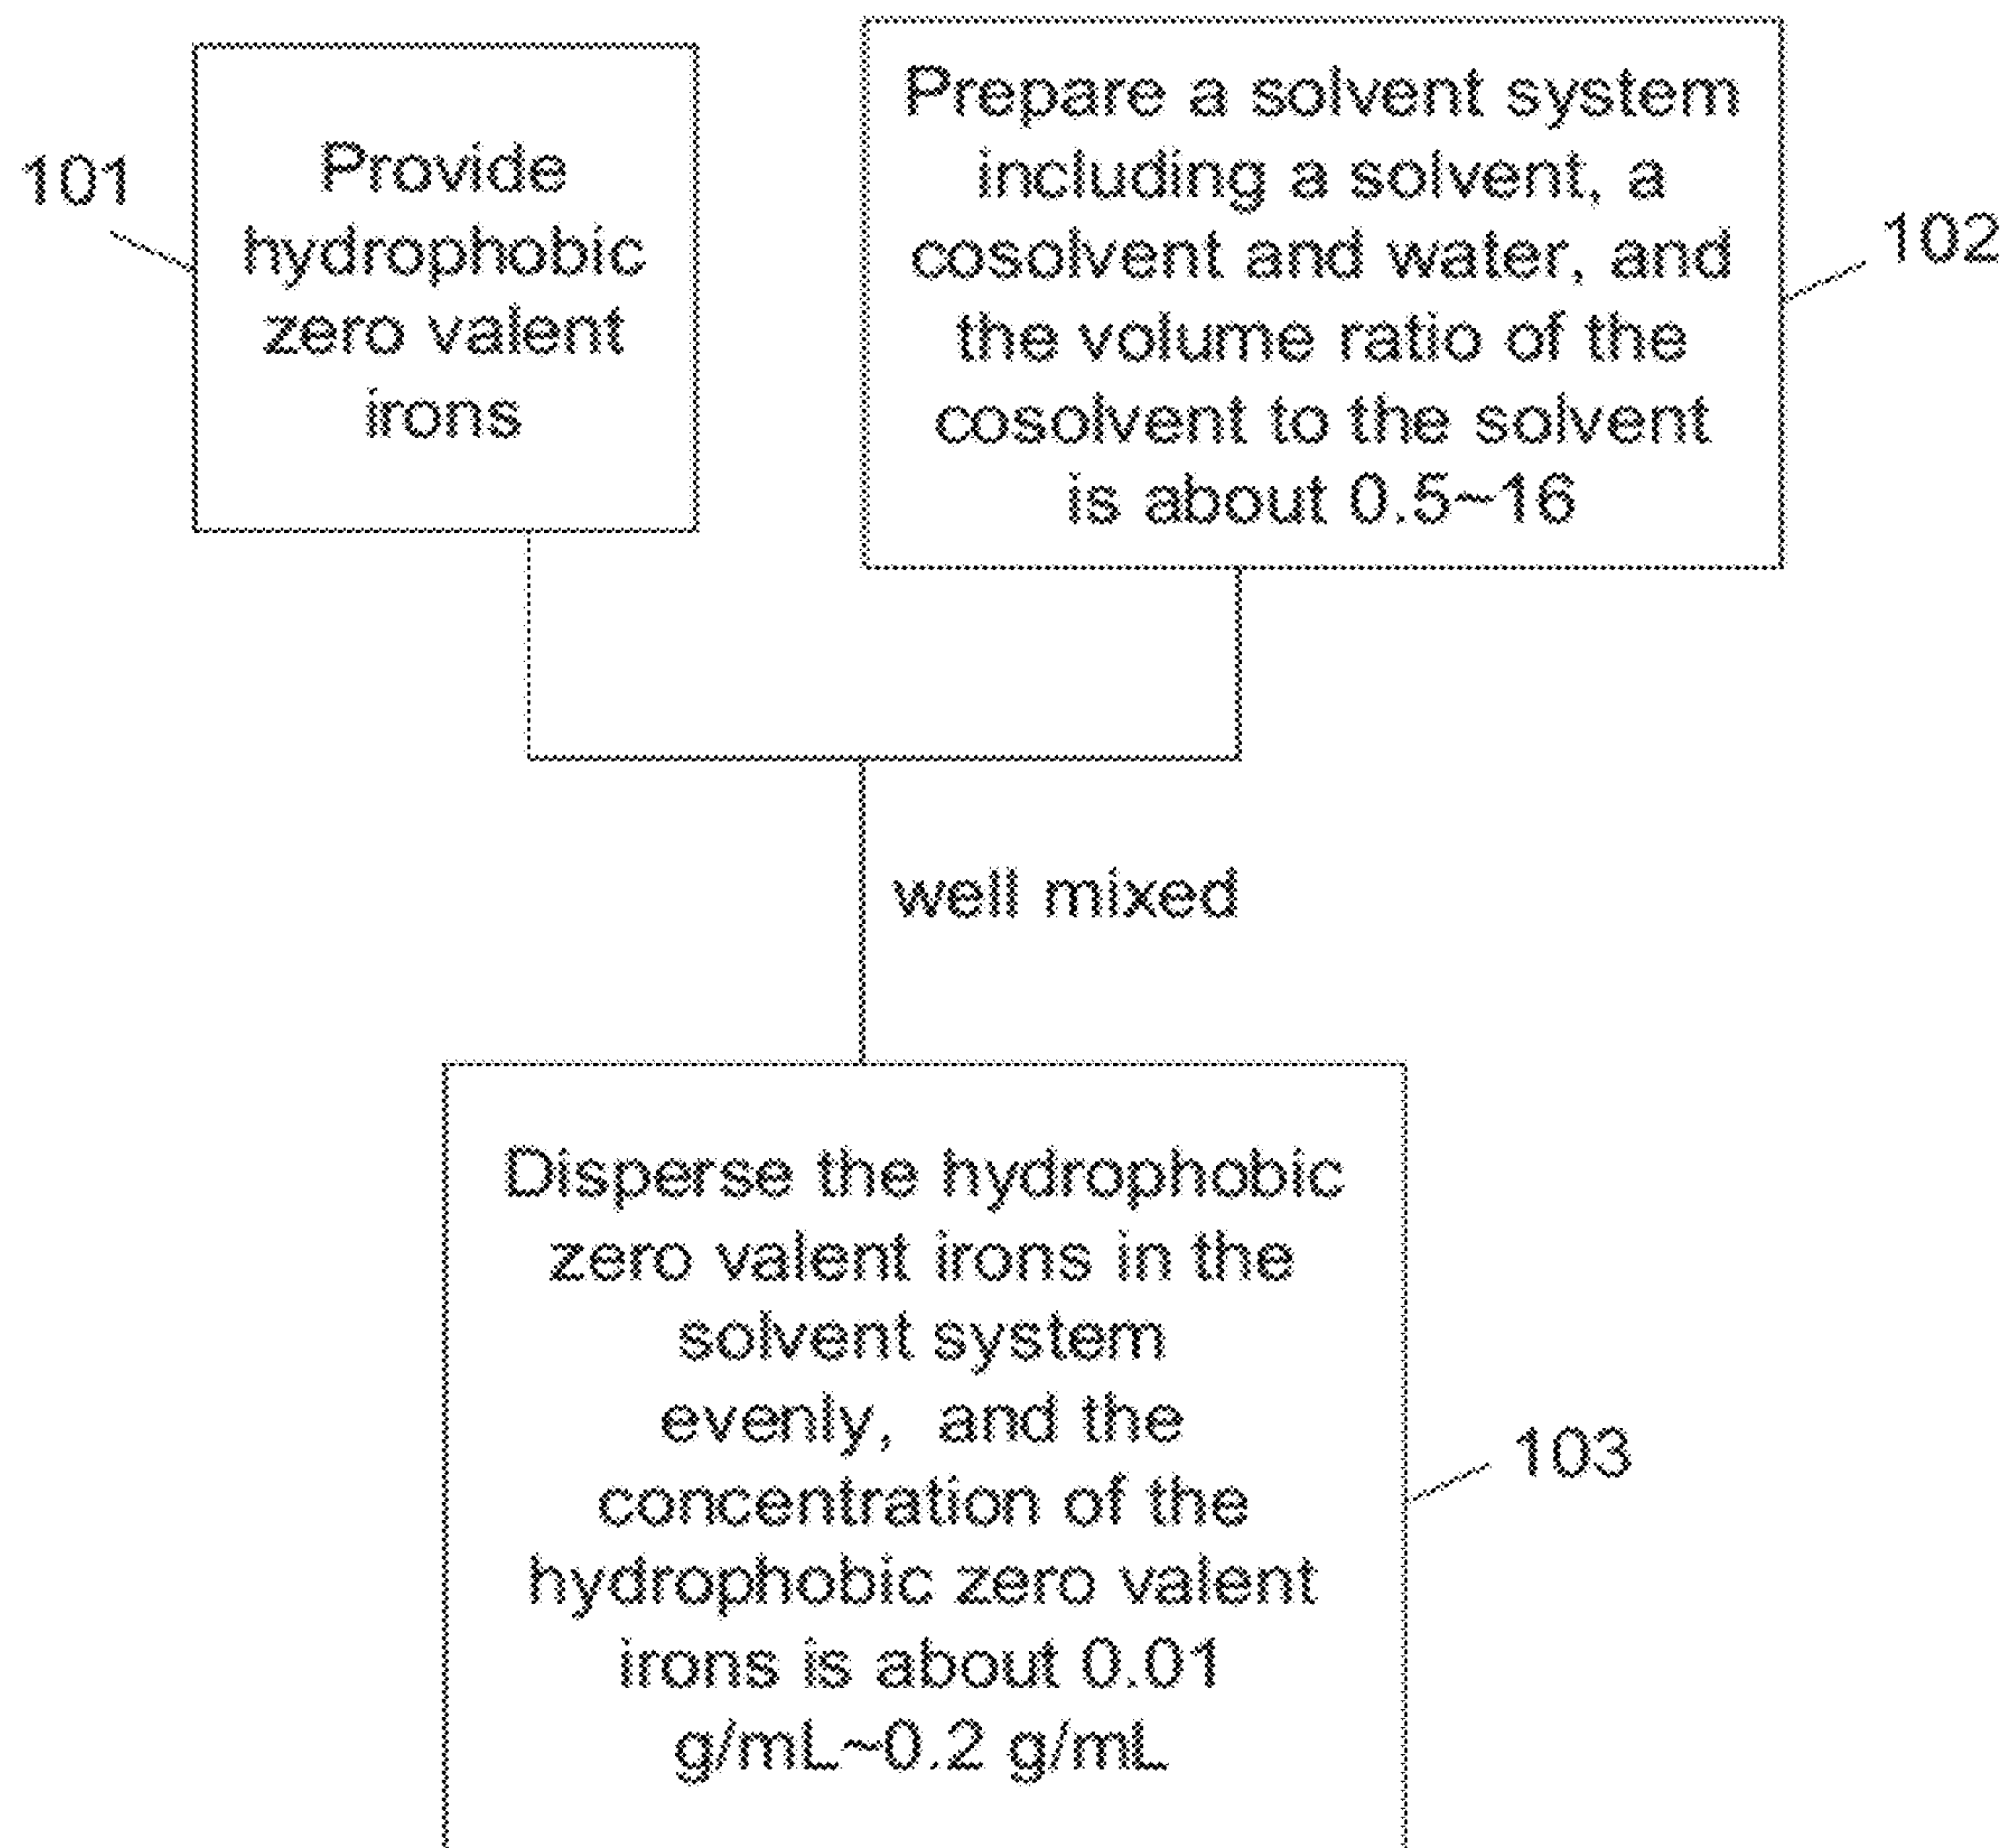 101
Provide
hydrophobic
zero valent
irons
Prepare a solvent system
including a solvent, a
cosolvent and water, and
the volume ratio of the
cosolvent to the solvent
is about 0.5~16
102
well mixed
Disperse the hydrophobic
zero valent irons in the
solvent system
evenly, and the
concentration of the
hydrophobic zero valent
irons is about 0.01
g/mL~0.2 g/mL
103